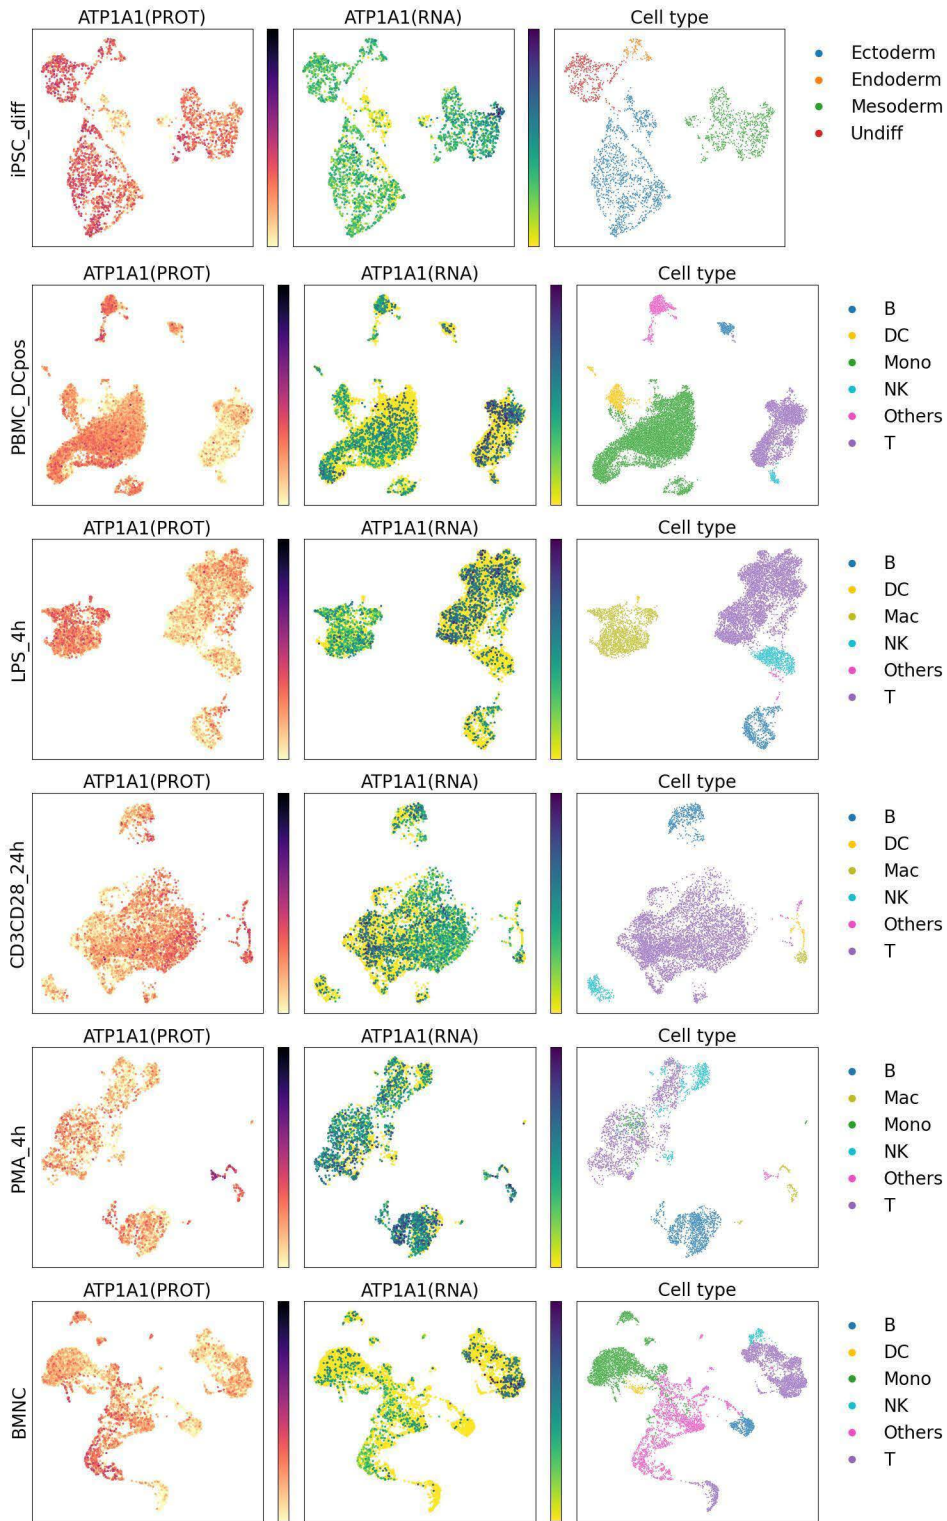 ATP1A1(PROT) ATP1A1(RNA) Cell type
iPSC_diff
Ectoderm
Endoderm
Mesoderm
Undiff
ATP1A1(PROT) ATP1A1(RNA) Cell type
PBMC_DCpos
B
DC
Mono
NK
Others
T
ATP1A1(PROT) ATP1A1(RNA) Cell type
LPS_4h
B
DC
Mac
NK
Others
T
ATP1A1(PROT) ATP1A1(RNA) Cell type
CD3CD28_24h
B
DC
Mac
NK
Others
T
ATP1A1(PROT) ATP1A1(RNA) Cell type
PMA_4h
B
Mac
Mono
NK
Others
T
ATP1A1(PROT) ATP1A1(RNA) Cell type
BMNC
B
DC
Mono
NK
Others
T